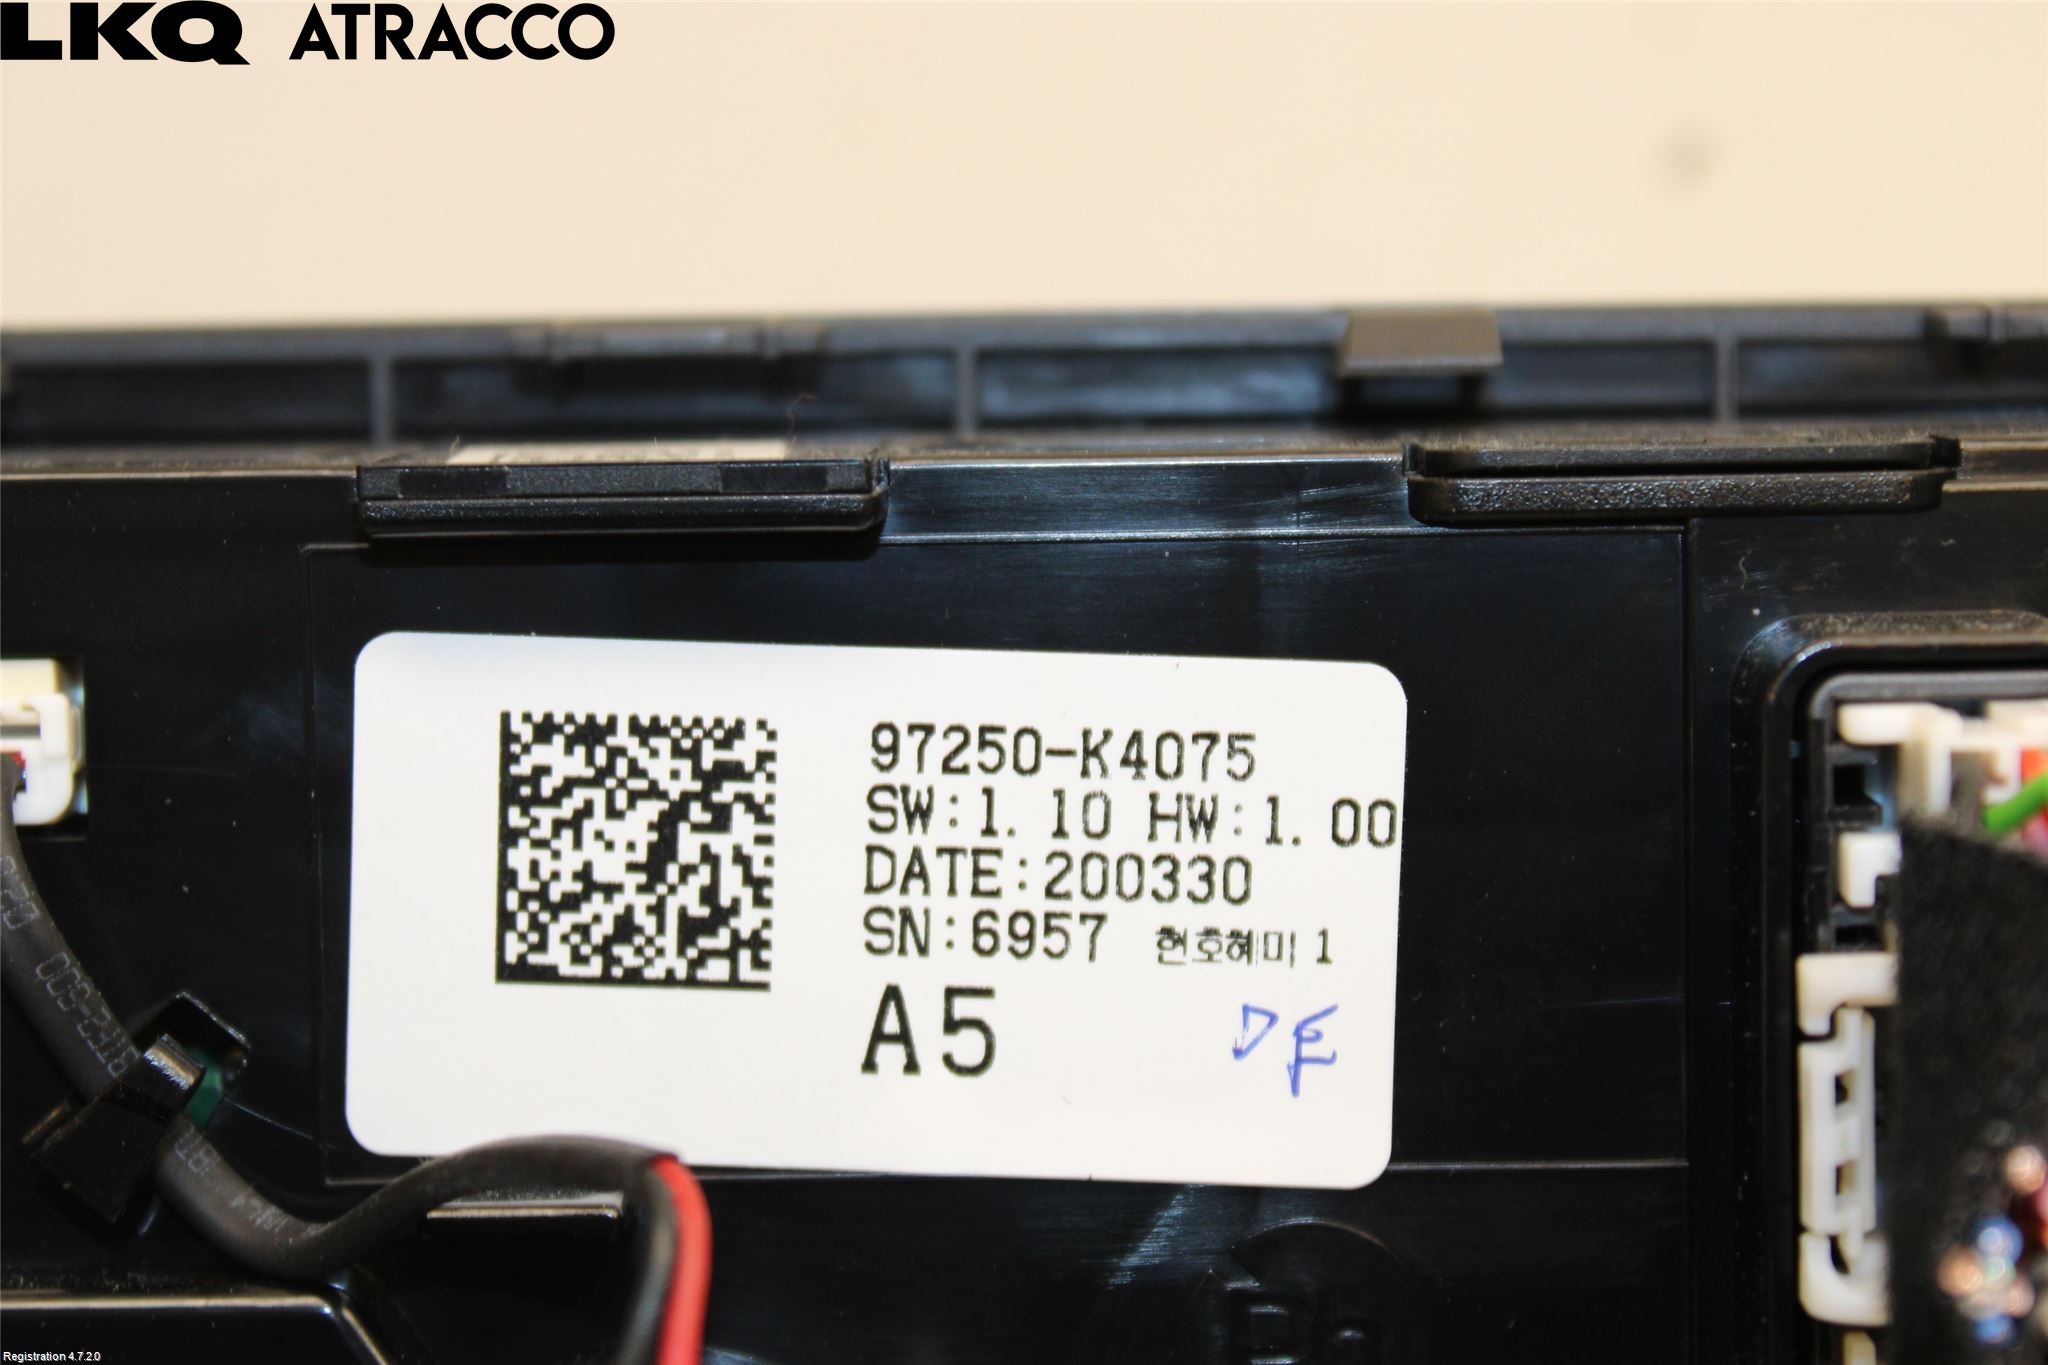 LKQ ATRACCO
97250-K4075
SW:1.10 HW:1.00
DATE:200330
SN:6957 현호혜미 1
A5
DE
Registration 4.7.2.0